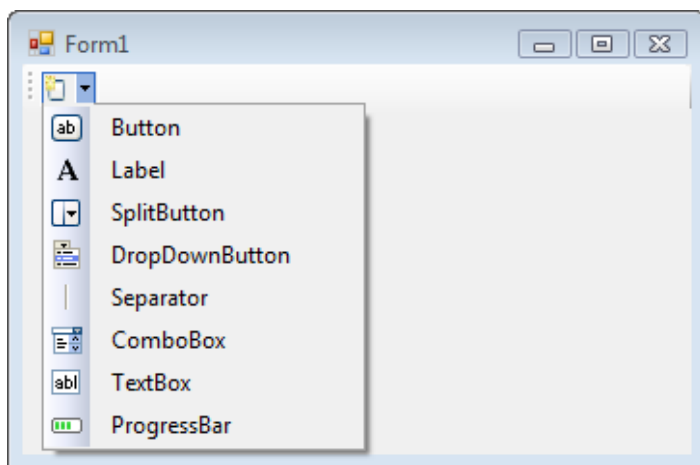 Form1
ab Button
A Label
SplitButton
DropDownButton
Separator
ComboBox
abl TextBox
ProgressBar